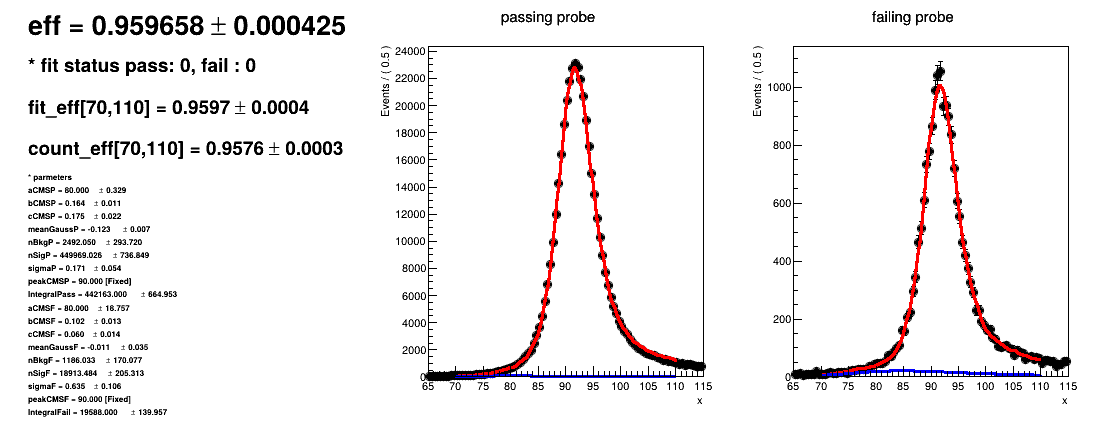 eff = 0.959658 ± 0.000425
* fit status pass: 0, fail : 0
fit_eff[70,110] = 0.9597 ± 0.0004
count_eff[70,110] = 0.9576 ± 0.0003
* parmeters
aCMSP = 80.000 ± 0.329
bCMSP = 0.164 ± 0.011
cCMSP = 0.175 ± 0.022
meanGaussP = -0.123 ± 0.007
nBkgP = 2492.050 ± 293.720
nSigP = 449969.026 ± 736.849
sigmaP = 0.171 ± 0.054
peakCMSP = 90.000 [Fixed]
IntegralPass = 442163.000 ± 664.953
aCMSF = 80.000 ± 18.757
bCMSF = 0.102 ± 0.013
cCMSF = 0.060 ± 0.014
meanGaussF = -0.011 ± 0.035
nBkgF = 1186.033 ± 170.077
nSigF = 18913.484 ± 205.313
sigmaF = 0.635 ± 0.106
peakCMSF = 90.000 [Fixed]
IntegralFail = 19588.000 ± 139.957
passing probe
Events / ( 0.5 )
24000
22000
20000
18000
16000
14000
12000
10000
8000
6000
4000
2000
0
65 70 75 80 85 90 95 100 105 110 115
x
failing probe
Events / ( 0.5 )
1000
800
600
400
200
0
65 70 75 80 85 90 95 100 105 110 115
x